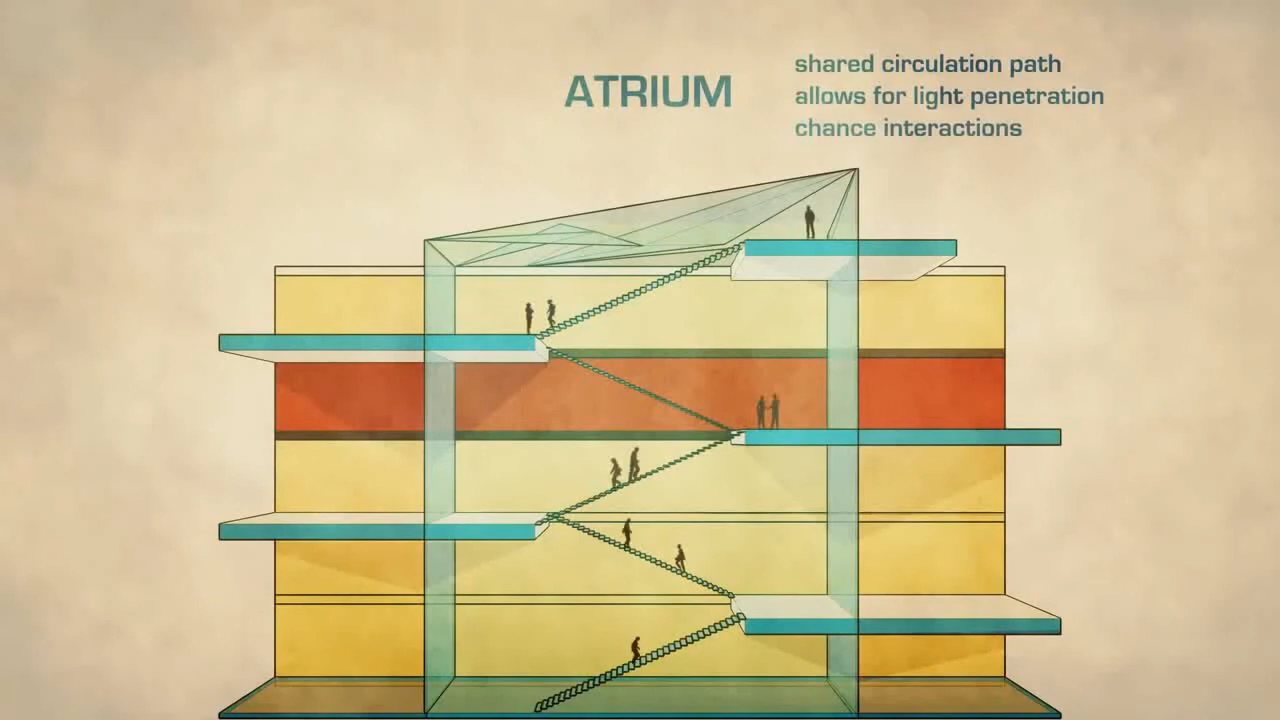 ATRIUM
shared circulation path
allows for light penetration
chance interactions